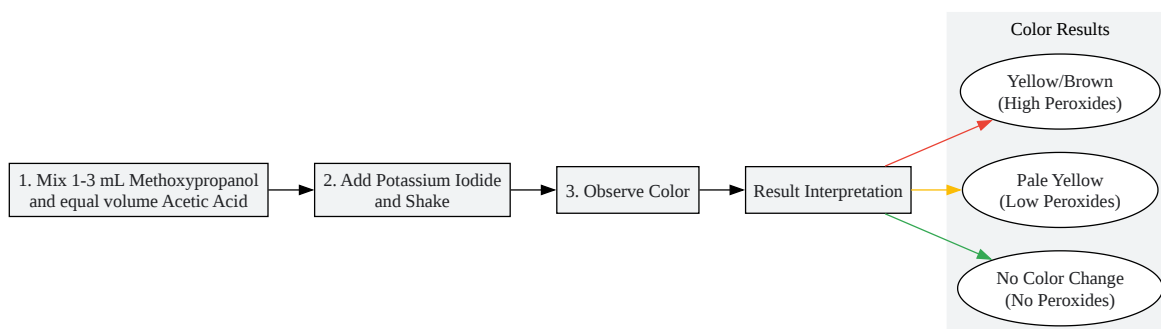 Color Results
Yellow/Brown
(High Peroxides)
1. Mix 1-3 mL Methoxypropanol
and equal volume Acetic Acid
2. Add Potassium Iodide
and Shake
3. Observe Color
Result Interpretation
Pale Yellow
(Low Peroxides)
No Color Change
(No Peroxides)